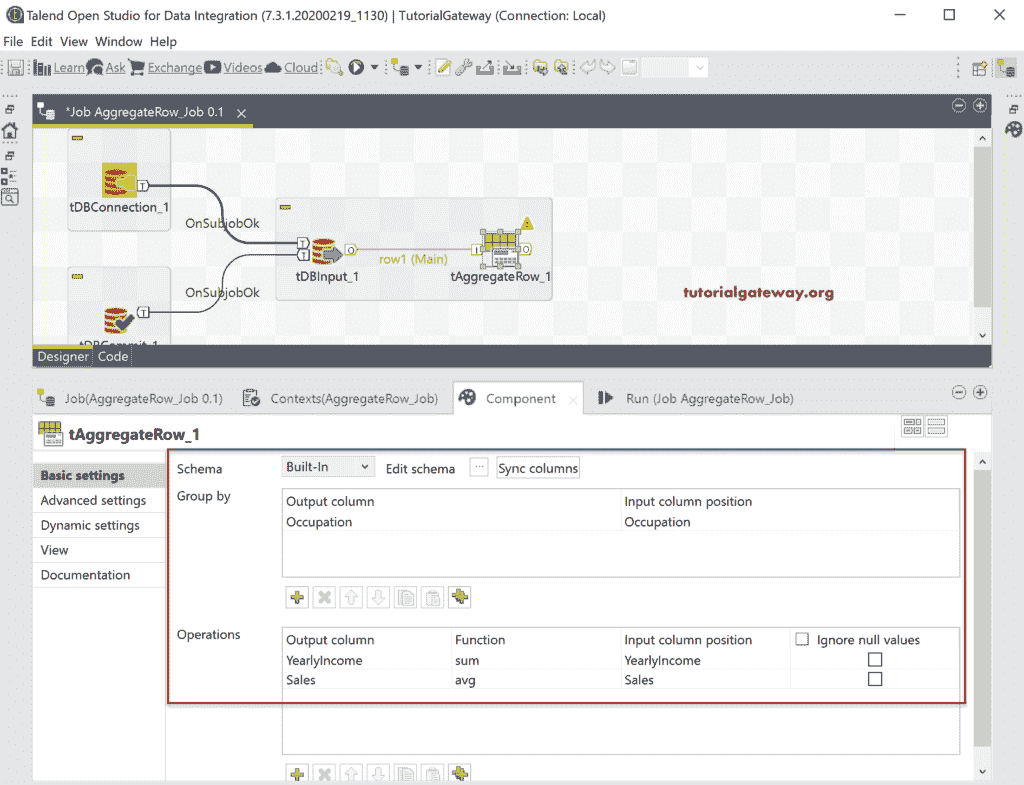 Talend Open Studio for Data Integration (7.3.1.20200219_1130) | TutorialGateway (Connection: Local)
File Edit View Window Help
Learn Ask Exchange Videos Cloud
*Job AggregateRow_Job 0.1
T
tDBConnection_1
OnSubjobOk
T
T
O
tDBInput_1
row1 (Main)
I
O
tAggregateRow_1
OnSubjobOk
T
tDBCommit_1
tutorialgateway.org
Designer Code
Job(AggregateRow_Job 0.1) Contexts(AggregateRow_Job) Component Run (Job AggregateRow_Job)
tAggregateRow_1
Basic settings
Advanced settings
Dynamic settings
View
Documentation
Schema Built-In Edit schema ... Sync columns
Group by
Output column Input column position
Occupation Occupation
Operations
Output column Function Input column position Ignore null values
YearlyIncome sum YearlyIncome
Sales avg Sales